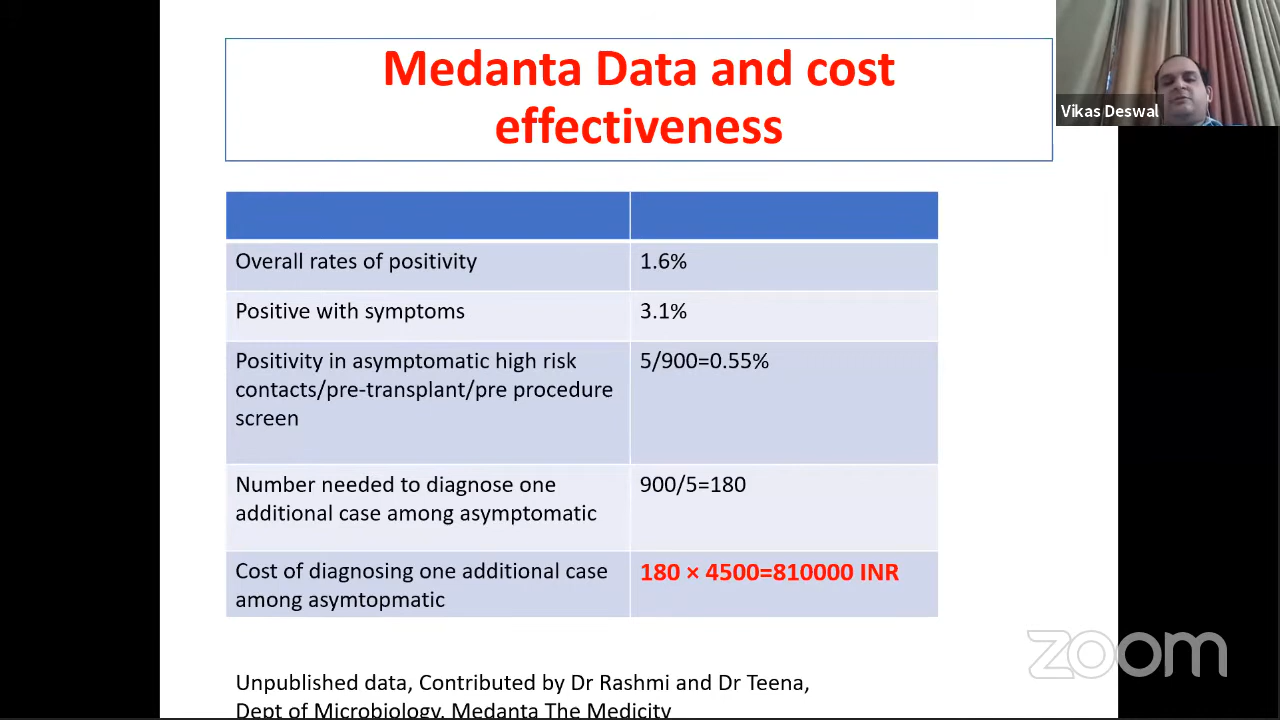 Medanta Data and cost
effectiveness
Vikas Deswal
Overall rates of positivity
1.6%
Positive with symptoms
3.1%
Positivity in asymptomatic high risk
contacts/pre-transplant/pre procedure
screen
5/900=0.55%
Number needed to diagnose one
additional case among asymptomatic
900/5=180
Cost of diagnosing one additional case
among asymtopmatic
180 × 4500=810000 INR
zoom
Unpublished data, Contributed by Dr Rashmi and Dr Teena,
Dept of Microbiology, Medanta The Medicity